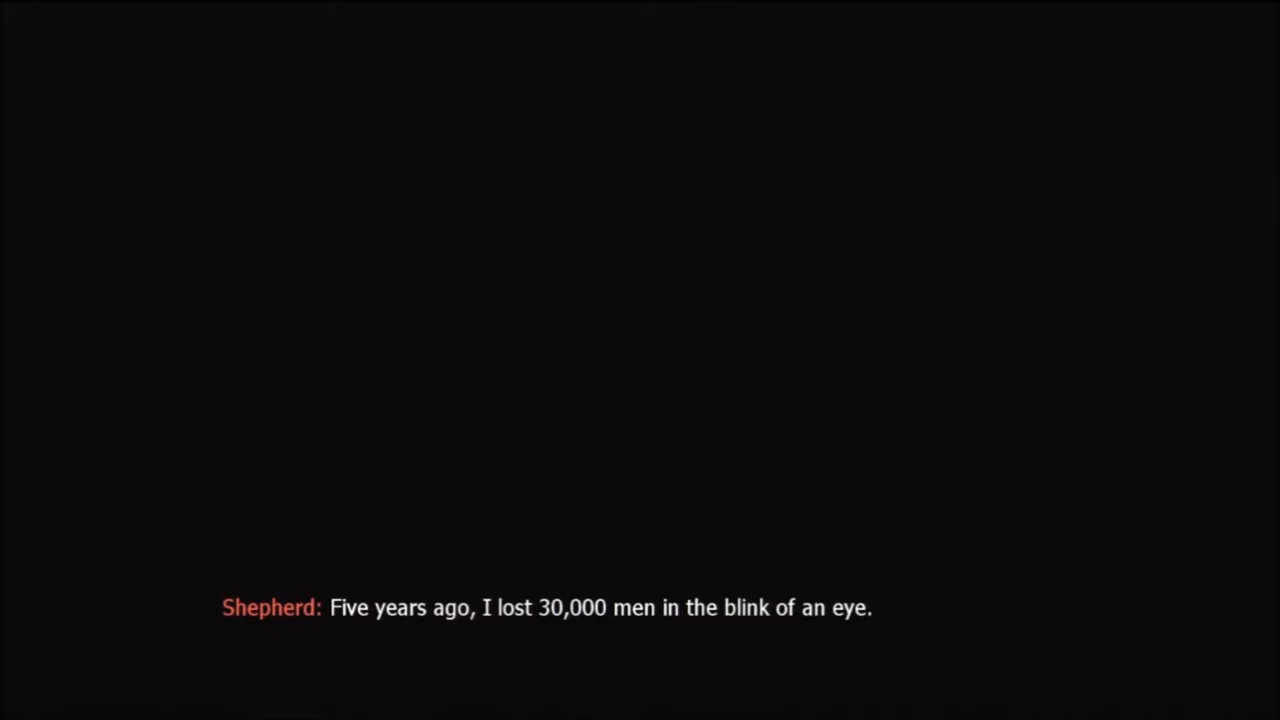 Shepherd: Five years ago, I lost 30,000 men in the blink of an eye.